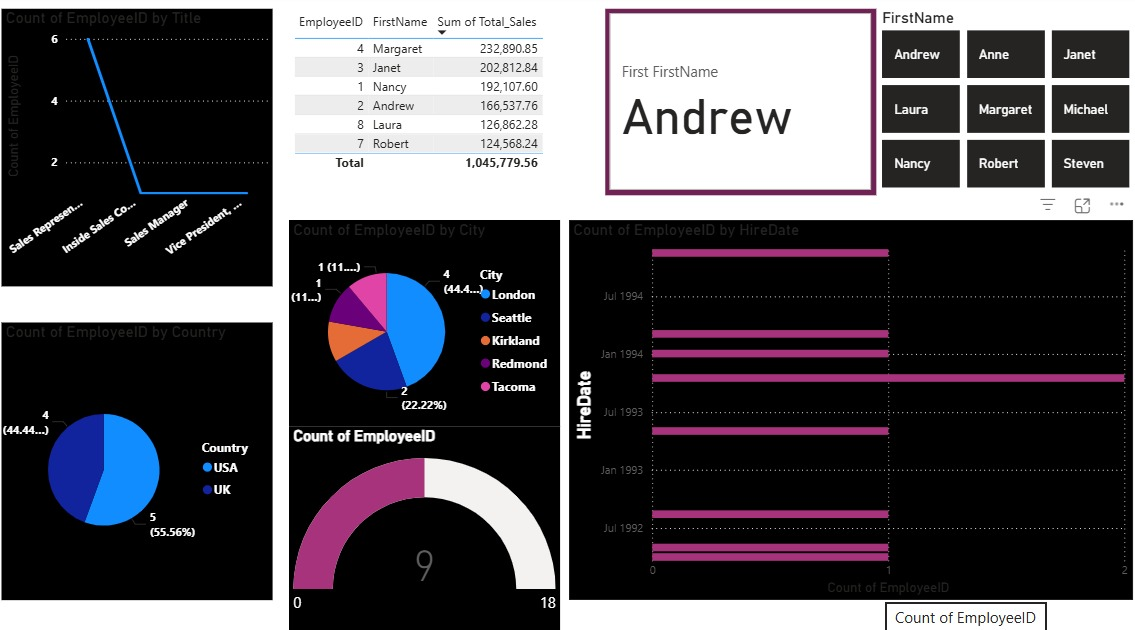 Count of EmployeeID by Title
Count of EmployeeID
6
4
2
Sales Represen...
Inside Sales Co...
Sales Manager
Vice President, ...
EmployeeID FirstName Sum of Total_Sales
4 Margaret 232,890.85
3 Janet 202,812.84
1 Nancy 192,107.60
2 Andrew 166,537.76
8 Laura 126,862.28
7 Robert 124,568.24
Total 1,045,779.56
First FirstName
Andrew
FirstName
Andrew Anne Janet
Laura Margaret Michael
Nancy Robert Steven
Count of EmployeeID by Country
4
(44.44...)
5
(55.56%)
Country
USA
UK
Count of EmployeeID by City
1 (11....)
1
(11...)
4
(44.4...)
2
(22.22%)
City
London
Seattle
Kirkland
Redmond
Tacoma
Count of EmployeeID
9
0 18
Count of EmployeeID by HireDate
HireDate
Jul 1994
Jan 1994
Jul 1993
Jan 1993
Jul 1992
0 1 2
Count of EmployeeID
Count of EmployeeID